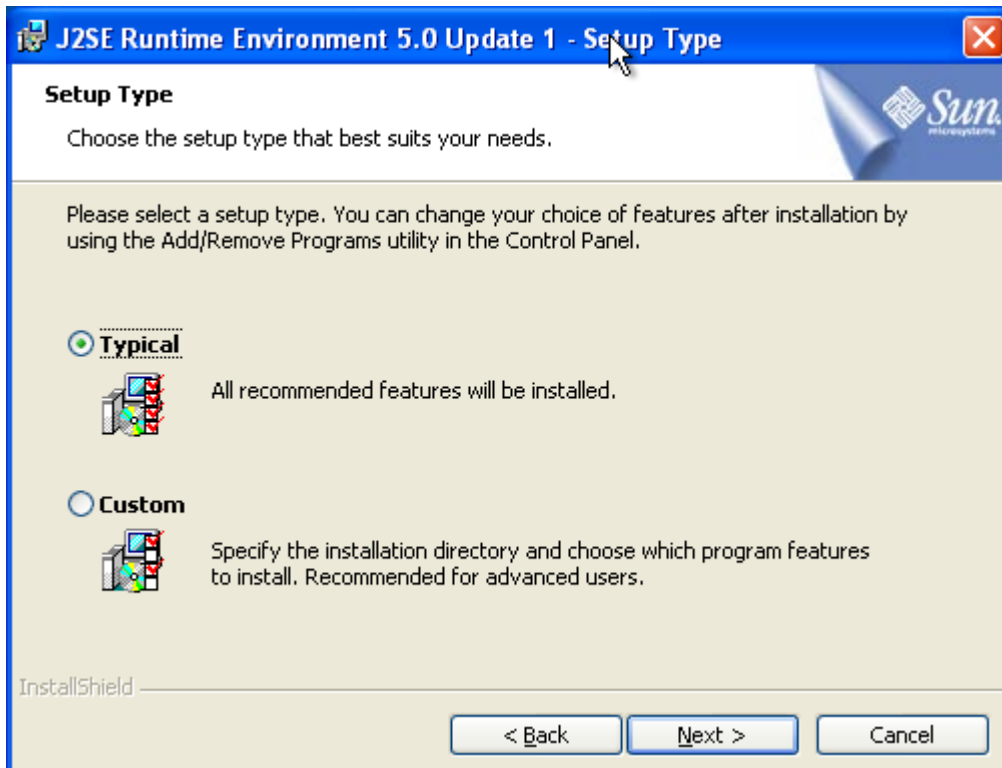 J2SE Runtime Environment 5.0 Update 1 - Setup Type
Setup Type
Choose the setup type that best suits your needs.
Sun
microsystems
Please select a setup type. You can change your choice of features after installation by
using the Add/Remove Programs utility in the Control Panel.
Typical
All recommended features will be installed.
Custom
Specify the installation directory and choose which program features
to install. Recommended for advanced users.
InstallShield
< Back
Next >
Cancel